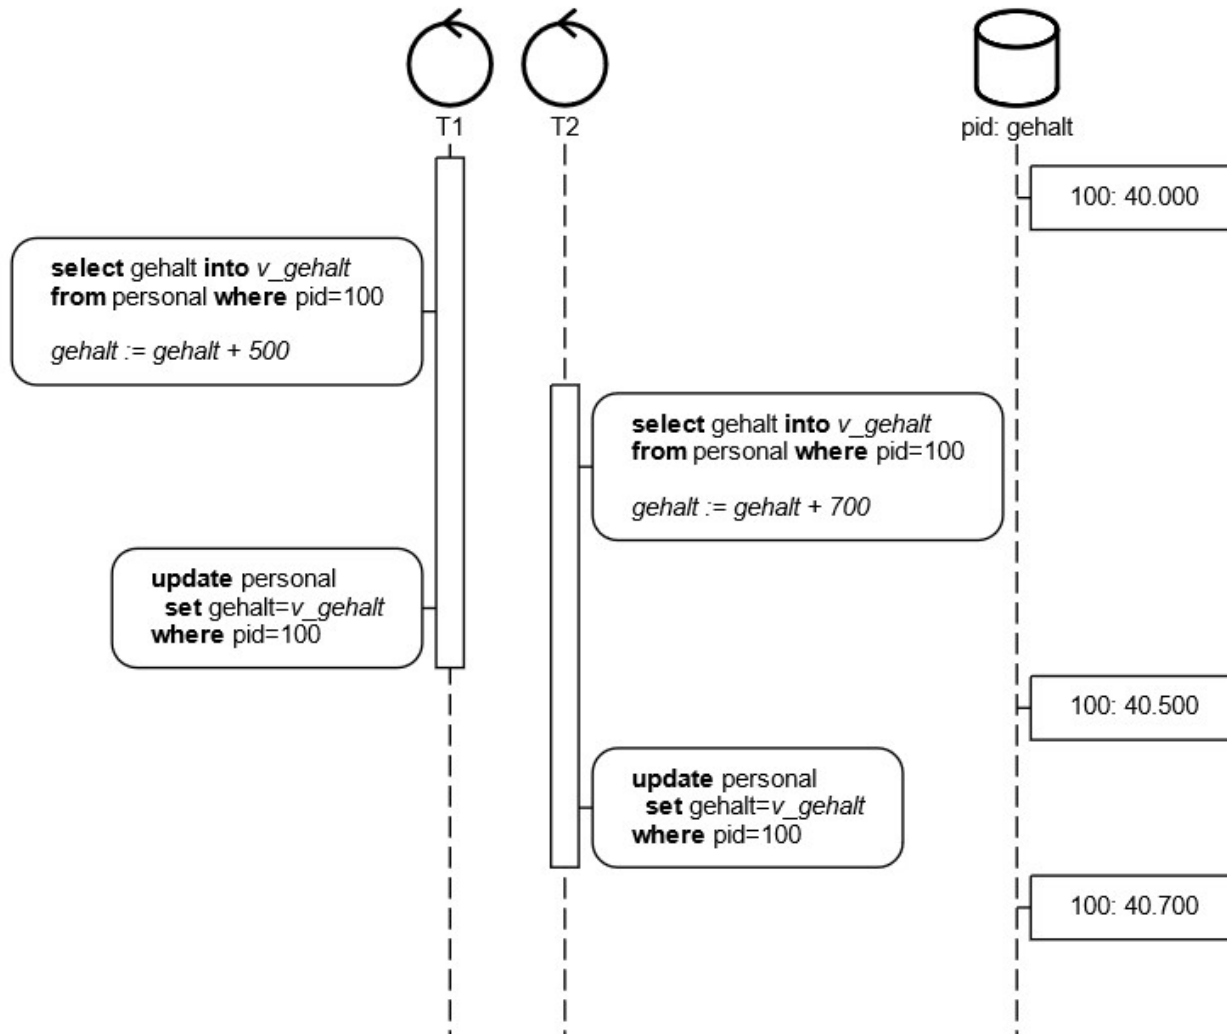 T1
T2
pid: gehalt
100: 40.000
select gehalt into v_gehalt
from personal where pid=100
gehalt := gehalt + 500
select gehalt into v_gehalt
from personal where pid=100
gehalt := gehalt + 700
update personal
set gehalt=v_gehalt
where pid=100
100: 40.500
update personal
set gehalt=v_gehalt
where pid=100
100: 40.700